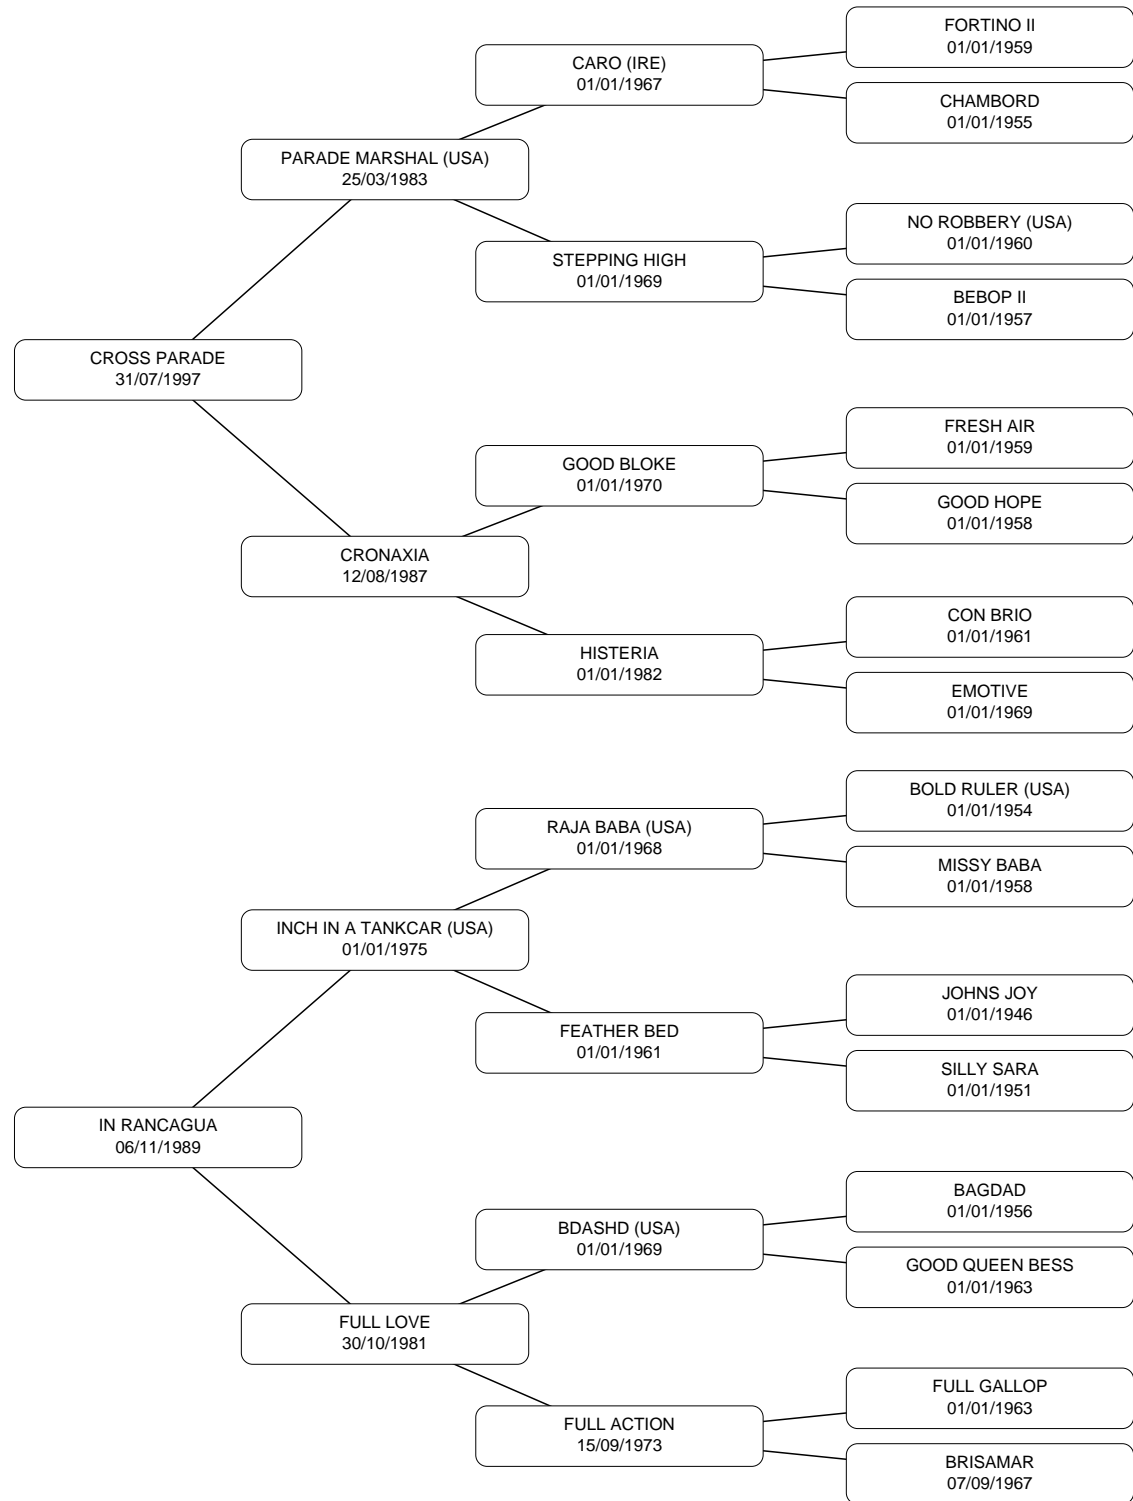 FORTINO II
01/01/1959
CARO (IRE)
01/01/1967
CHAMBORD
01/01/1955
PARADE MARSHAL (USA)
25/03/1983
NO ROBBERY (USA)
01/01/1960
STEPPING HIGH
01/01/1969
BEBOP II
01/01/1957
CROSS PARADE
31/07/1997
FRESH AIR
01/01/1959
GOOD BLOKE
01/01/1970
GOOD HOPE
01/01/1958
CRONAXIA
12/08/1987
CON BRIO
01/01/1961
HISTERIA
01/01/1982
EMOTIVE
01/01/1969
BOLD RULER (USA)
01/01/1954
RAJA BABA (USA)
01/01/1968
MISSY BABA
01/01/1958
INCH IN A TANKCAR (USA)
01/01/1975
JOHNS JOY
01/01/1946
FEATHER BED
01/01/1961
SILLY SARA
01/01/1951
IN RANCAGUA
06/11/1989
BAGDAD
01/01/1956
BDASHD (USA)
01/01/1969
GOOD QUEEN BESS
01/01/1963
FULL LOVE
30/10/1981
FULL GALLOP
01/01/1963
FULL ACTION
15/09/1973
BRISAMAR
07/09/1967